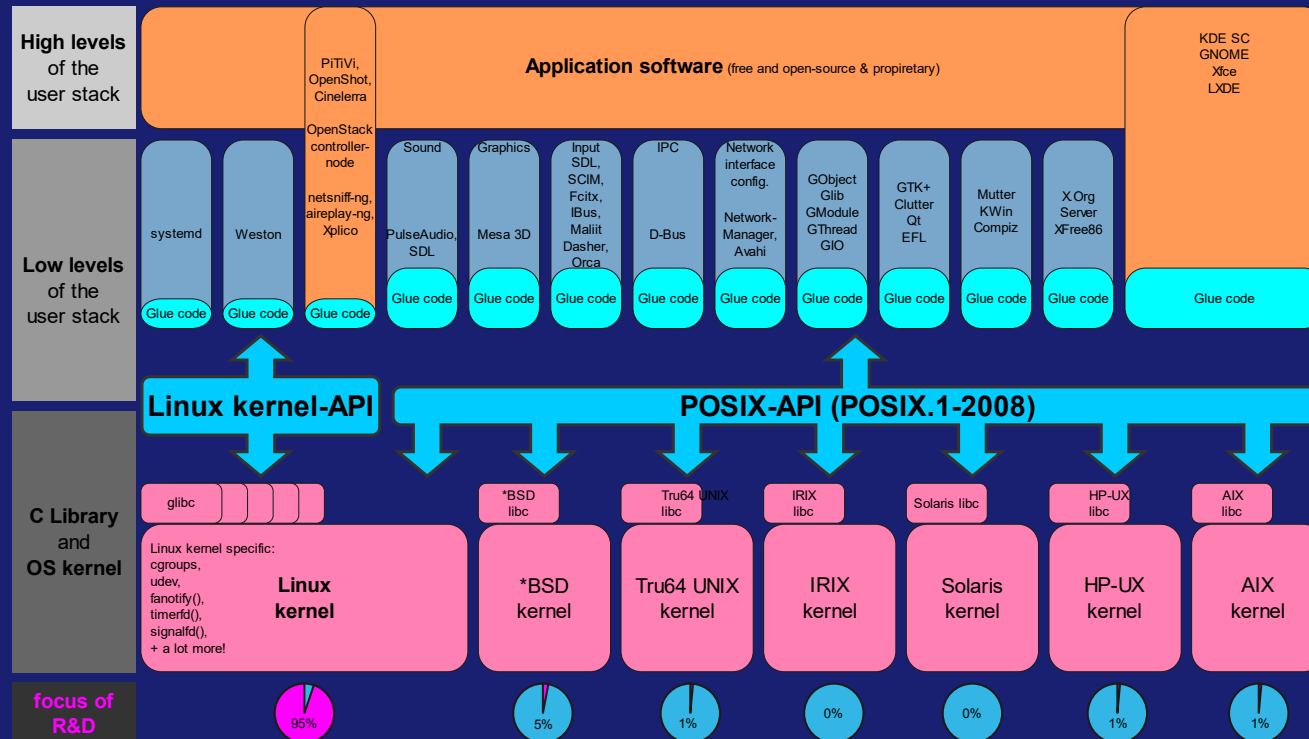 High levels
of the
user stack
PiTiVi,
OpenShot,
Cinelerra
OpenStack
controller-
node
netsniff-ng,
aireplay-ng,
Xplico
Glue code
Application software (free and open-source & propiretary)
KDE SC
GNOME
Xfce
LXDE
Glue code
Low levels
of the
user stack
systemd
Glue code
Weston
Glue code
Sound
PulseAudio,
SDL
Glue code
Graphics
Mesa 3D
Glue code
Input
SDL,
SCIM,
Fcitx,
IBus,
Maliit
Dasher,
Orca
Glue code
IPC
D-Bus
Glue code
Network
interface
config.
Network-
Manager,
Avahi
Glue code
GObject
Glib
GModule
GThread
GIO
Glue code
GTK+
Clutter
Qt
EFL
Glue code
Mutter
KWin
Compiz
Glue code
X.Org
Server
XFree86
Glue code
Linux kernel-API
POSIX-API (POSIX.1-2008)
C Library
and
OS kernel
glibc
*BSD
libc
Tru64 UNIX
libc
IRIX
libc
Solaris libc
HP-UX
libc
AIX
libc
Linux kernel specific:
cgroups,
udev,
fanotify(),
timerfd(),
signalfd(),
+ a lot more!
Linux
kernel
*BSD
kernel
Tru64 UNIX
kernel
IRIX
kernel
Solaris
kernel
HP-UX
kernel
AIX
kernel
focus of
R&D
95%
5%
1%
0%
0%
1%
1%